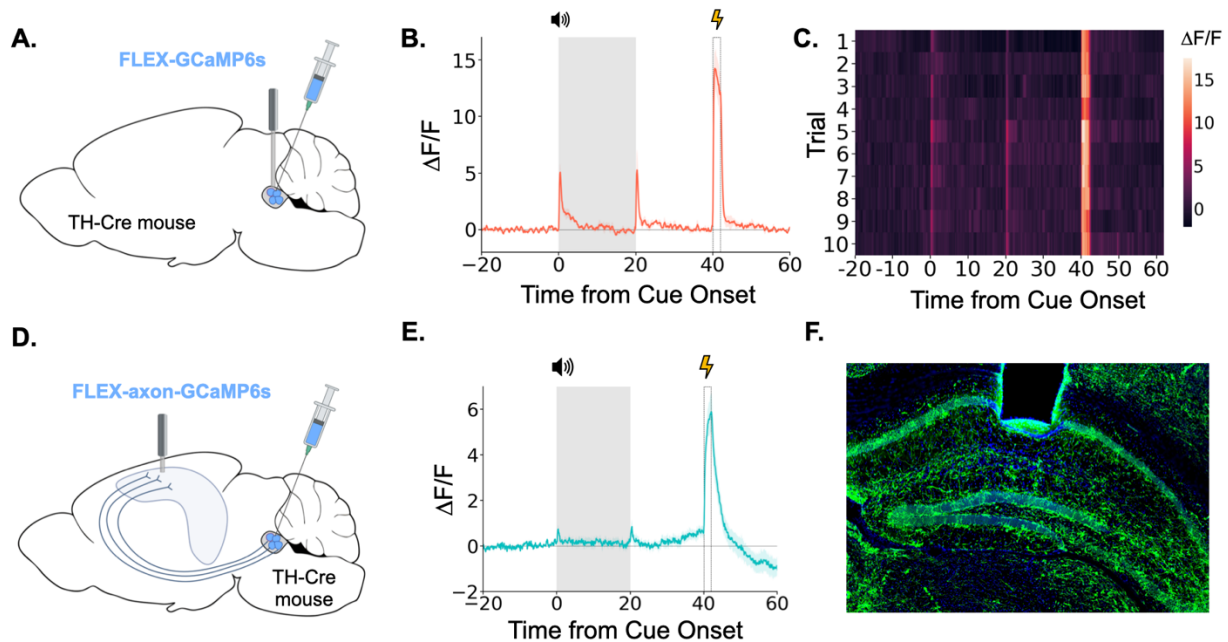 A.
FLEX-GCaMP6s
TH-Cre mouse
B.
ΔF/F
15
10
5
0
−20 0 20 40 60
Time from Cue Onset
C.
ΔF/F
Trial
1
2
3
4
5
6
7
8
9
10
-20 -10 0 10 20 30 40 50 60
Time from Cue Onset
15
10
5
0
D.
FLEX-axon-GCaMP6s
TH-Cre
mouse
E.
ΔF/F
6
4
2
0
−2
−20 0 20 40 60
Time from Cue Onset
F.